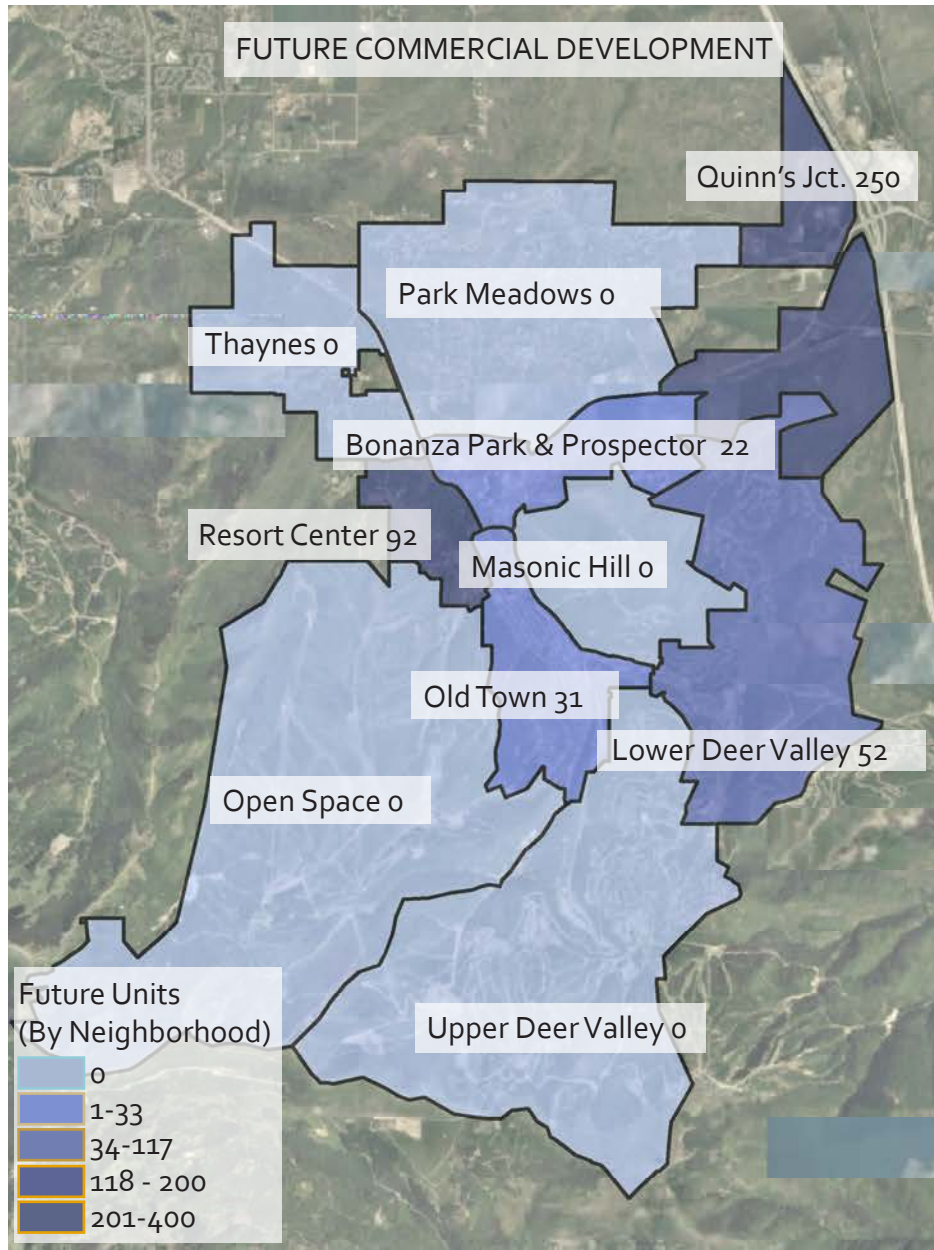 FUTURE COMMERCIAL DEVELOPMENT
Quinn's Jct. 250
Park Meadows 0
Thaynes 0
Bonanza Park & Prospector 22
Resort Center 92
Masonic Hill 0
Old Town 31
Lower Deer Valley 52
Open Space 0
Upper Deer Valley 0
Future Units
(By Neighborhood)
0
1-33
34-117
118 - 200
201-400